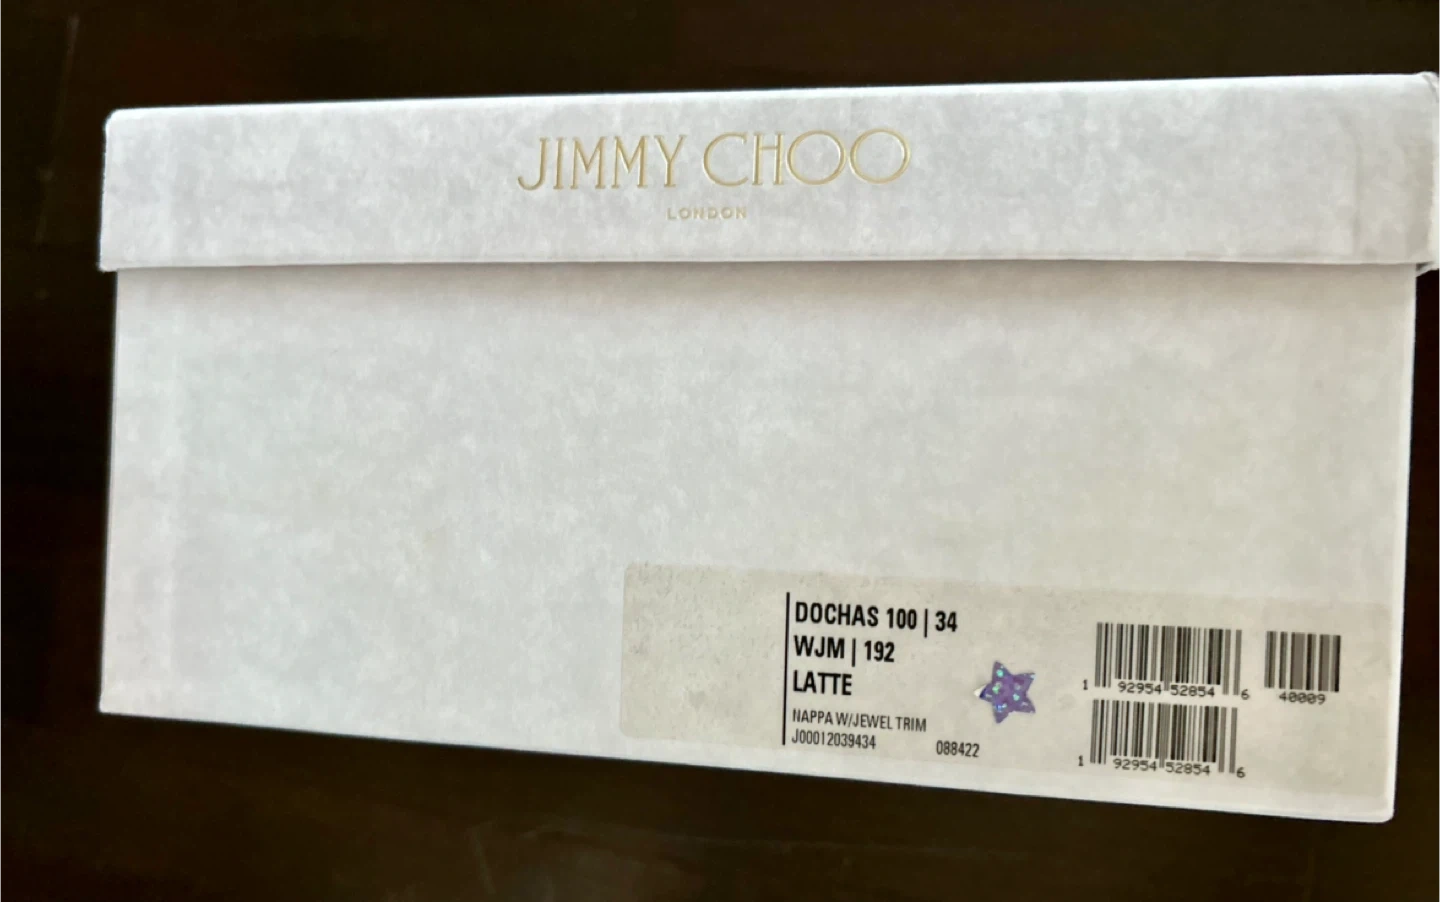 JIMMY CHOO
LONDON
DOCHAS 100 | 34
WJM | 192
LATTE
NAPPA W/JEWEL TRIM
J00012039434 088422
1 92954 52854 6
40009
1 92954 52854 6